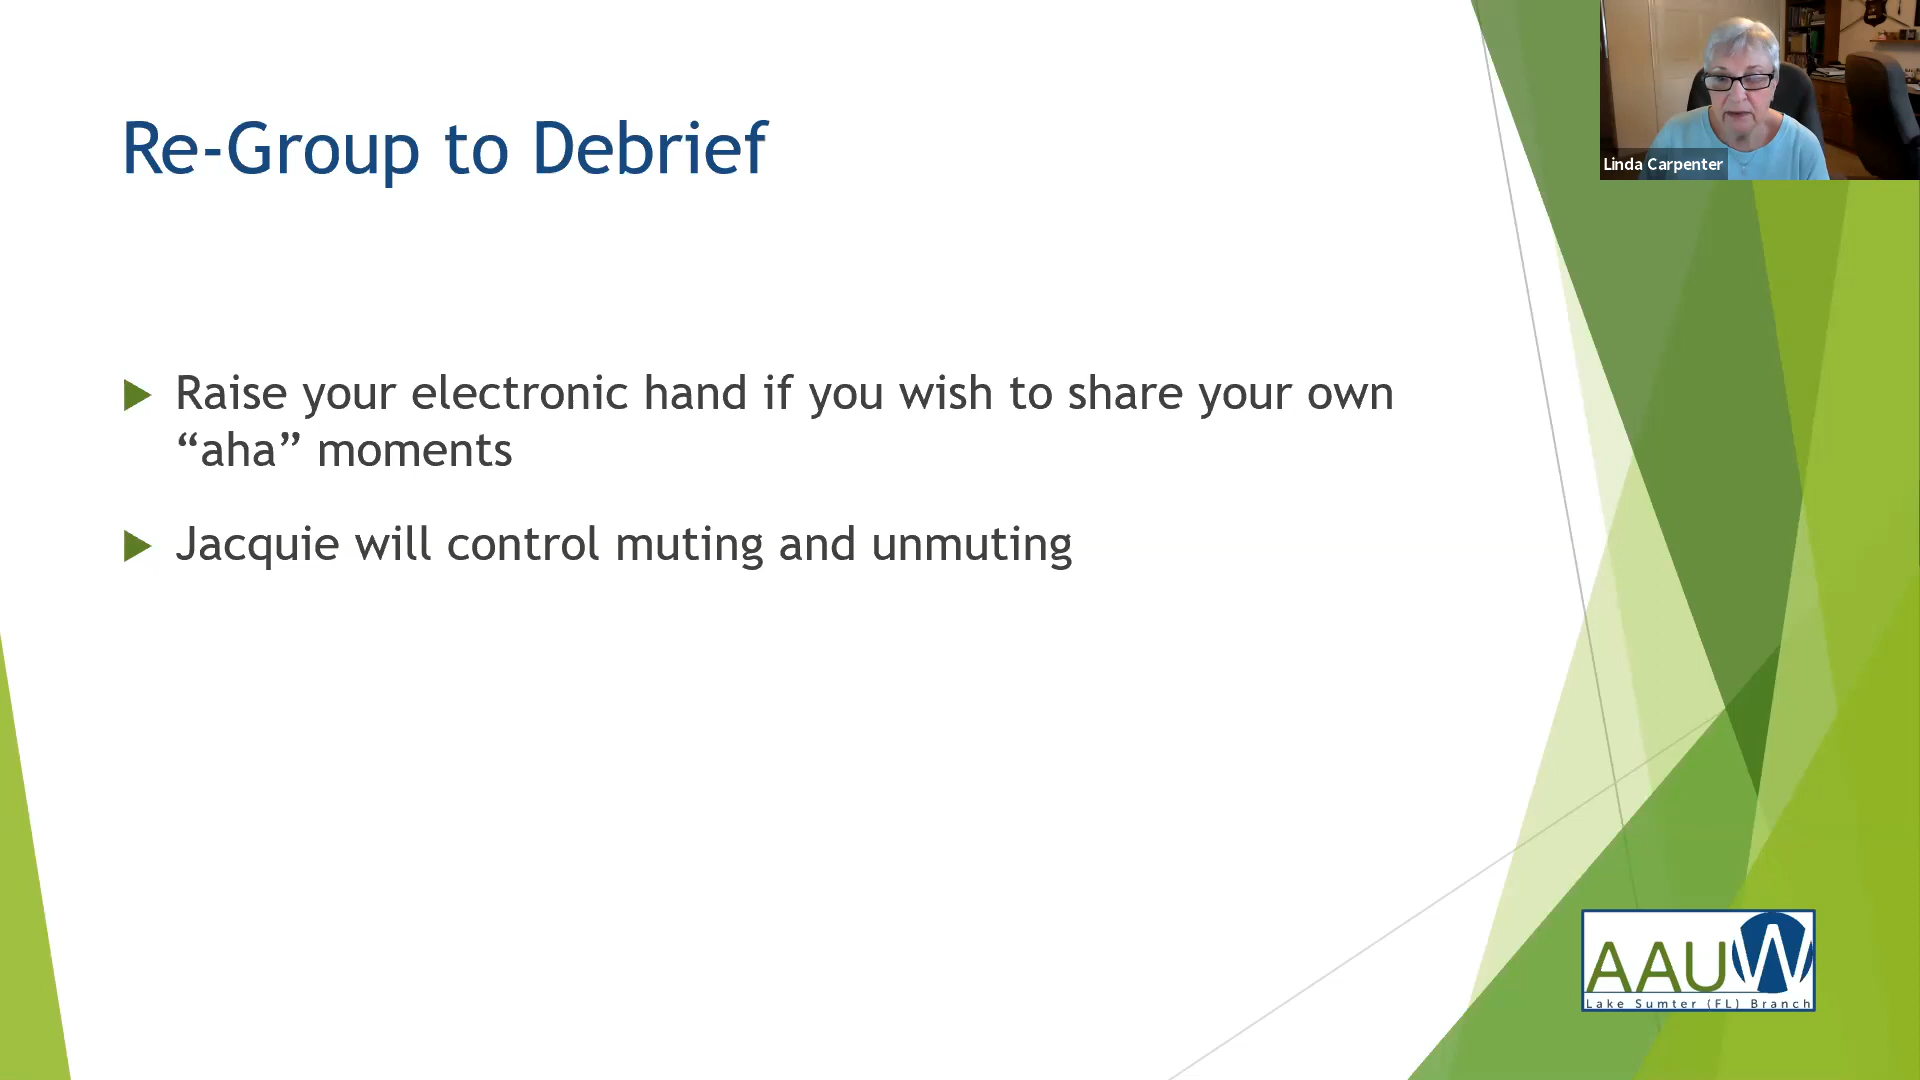 Re-Group to Debrief
Linda Carpenter
Raise your electronic hand if you wish to share your own
“aha” moments
Jacquie will control muting and unmuting
AAUW
Lake Sumter (FL) Branch